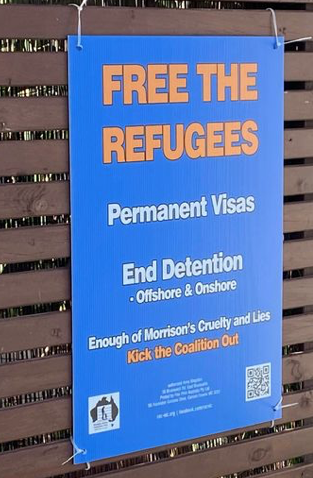 FREE THE
REFUGEES
Permanent Visas
End Detention
- Offshore & Onshore
Enough of Morrison's Cruelty and Lies
Kick the Coalition Out